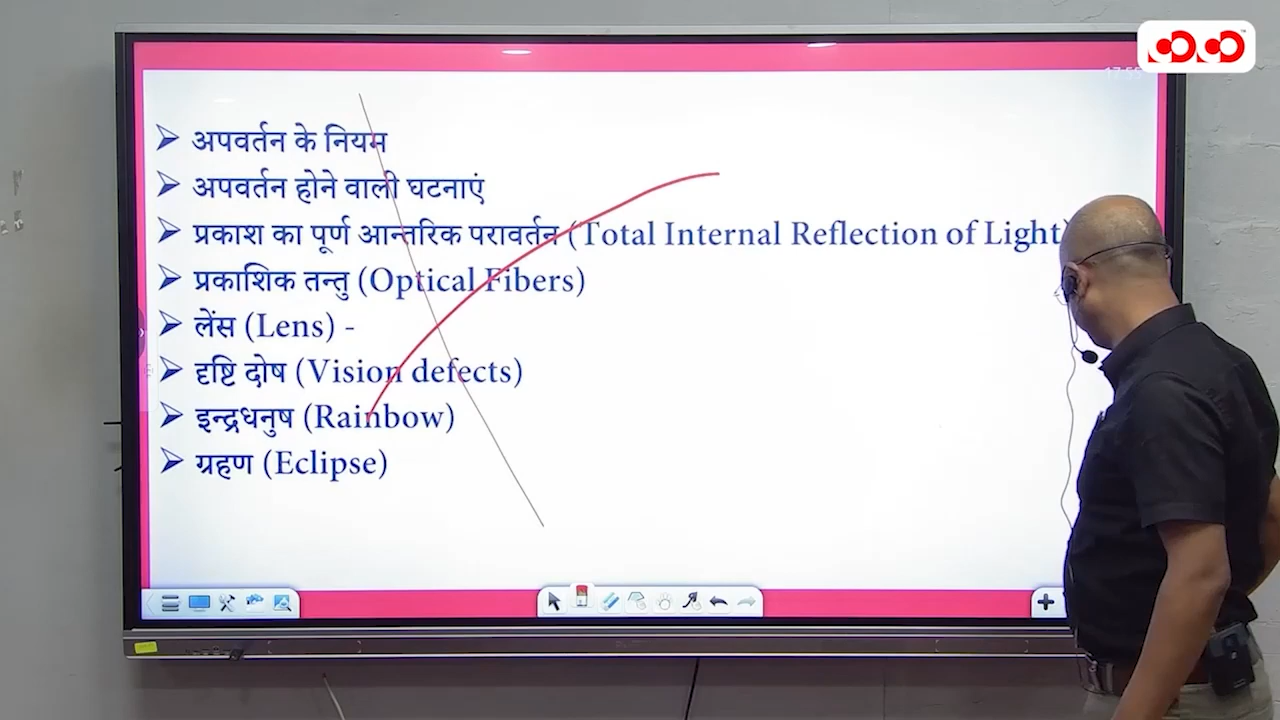 अपवर्तन के नियम
अपवर्तन होने वाली घटनाएं
प्रकाश का पूर्ण आन्तरिक परावर्तन (Total Internal Reflection of Light)
प्रकाशिक तन्तु (Optical Fibers)
लेंस (Lens) -
दृष्टि दोष (Vision defects)
इन्द्रधनुष (Rainbow)
ग्रहण (Eclipse)